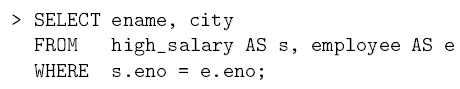 > SELECT ename, city
FROM high_salary AS s, employee AS e
WHERE s.eno = e.eno;